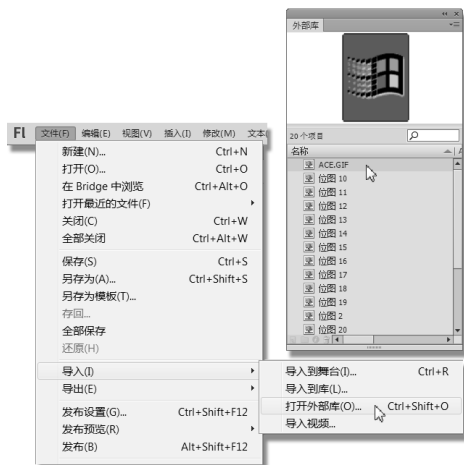 外部库
20 个项目
名称
ACE.GIF
位图 10
位图 11
位图 12
位图 13
位图 14
位图 15
位图 16
位图 17
位图 18
位图 19
位图 2
位图 20
Fl 文件(F) 编辑(E) 视图(V) 插入(I) 修改(M) 文本(
新建(N)... Ctrl+N
打开(O)... Ctrl+O
在 Bridge 中浏览 Ctrl+Alt+O
打开最近的文件(F)
关闭(C) Ctrl+W
全部关闭 Ctrl+Alt+W
保存(S) Ctrl+S
另存为(A)... Ctrl+Shift+S
另存为模板(T)...
存回...
全部保存
还原(H)
导入(I)
导出(E)
发布设置(G)... Ctrl+Shift+F12
发布预览(R)
发布(B) Alt+Shift+F12
导入到舞台(I)... Ctrl+R
导入到库(L)...
打开外部库(O)... Ctrl+Shift+O
导入视频...